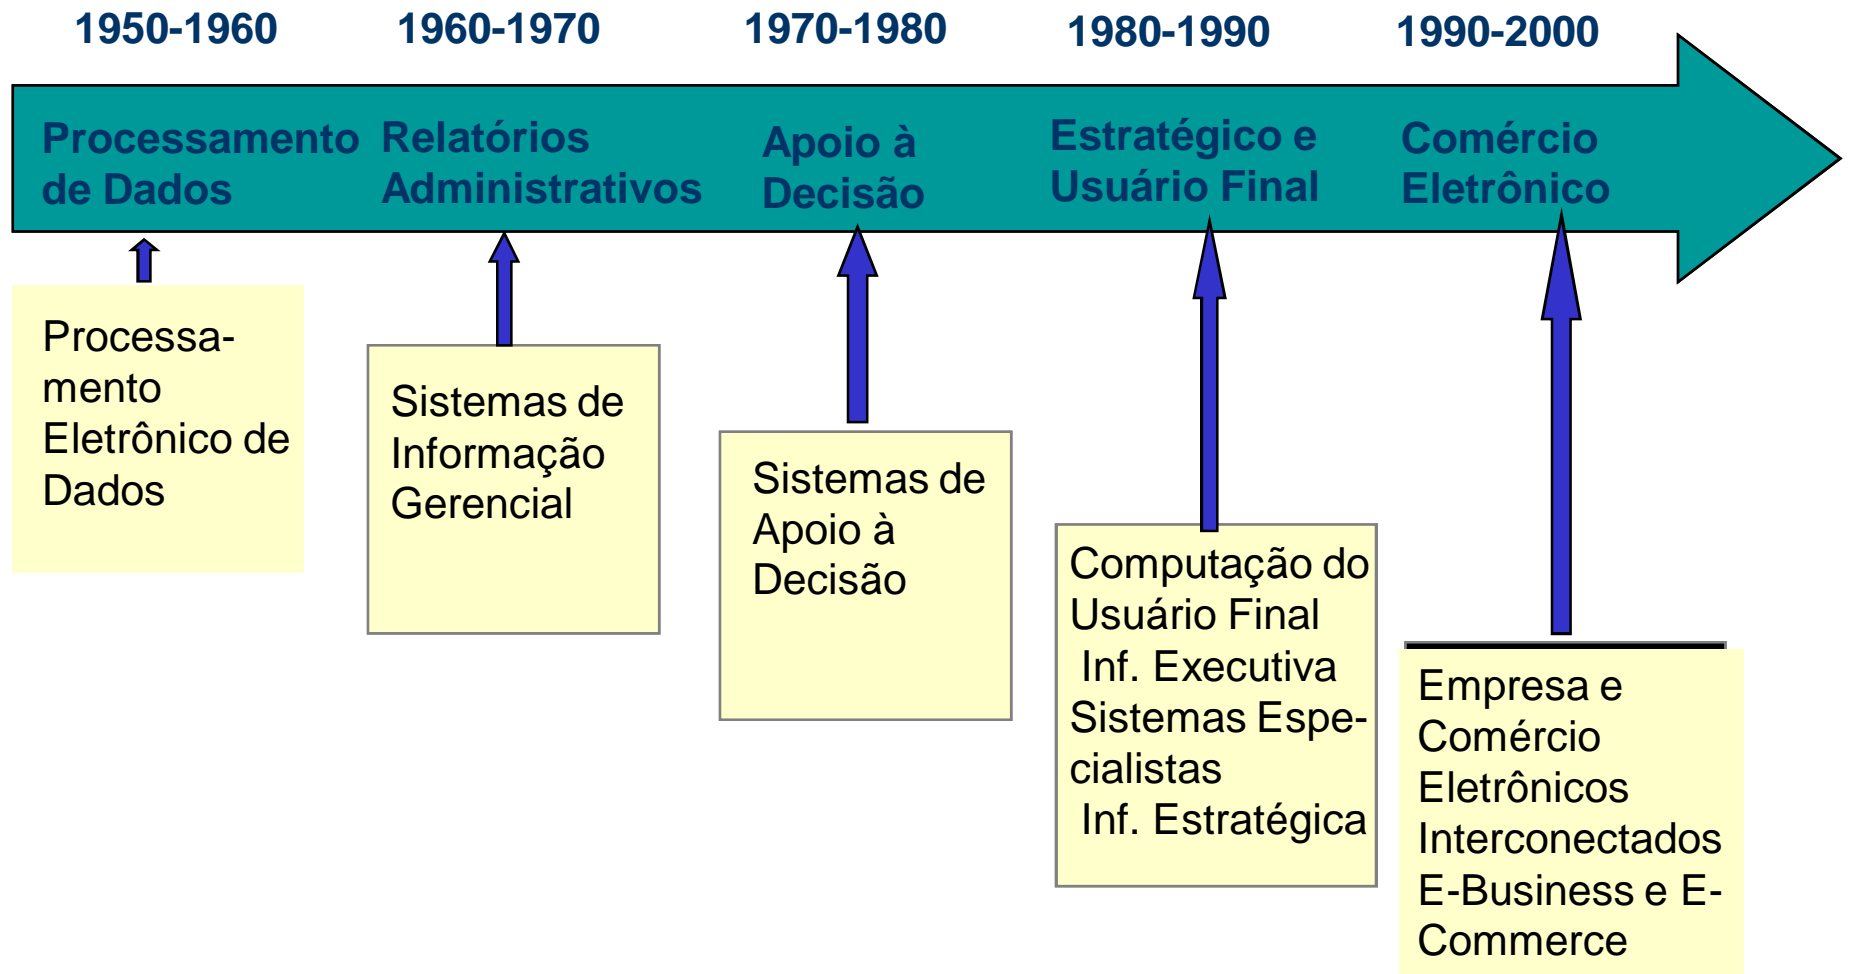 1950-1960
1960-1970
1970-1980
1980-1990
1990-2000
Processamento
de Dados
Relatórios
Administrativos
Apoio à
Decisão
Estratégico e
Usuário Final
Comércio
Eletrônico
Processa-
mento
Eletrônico de
Dados
Sistemas de
Informação
Gerencial
Sistemas de
Apoio à
Decisão
Computação do
Usuário Final
Inf. Executiva
Sistemas Espe-
cialistas
Inf. Estratégica
Empresa e
Comércio
Eletrônicos
Interconectados
E-Business e E-
Commerce